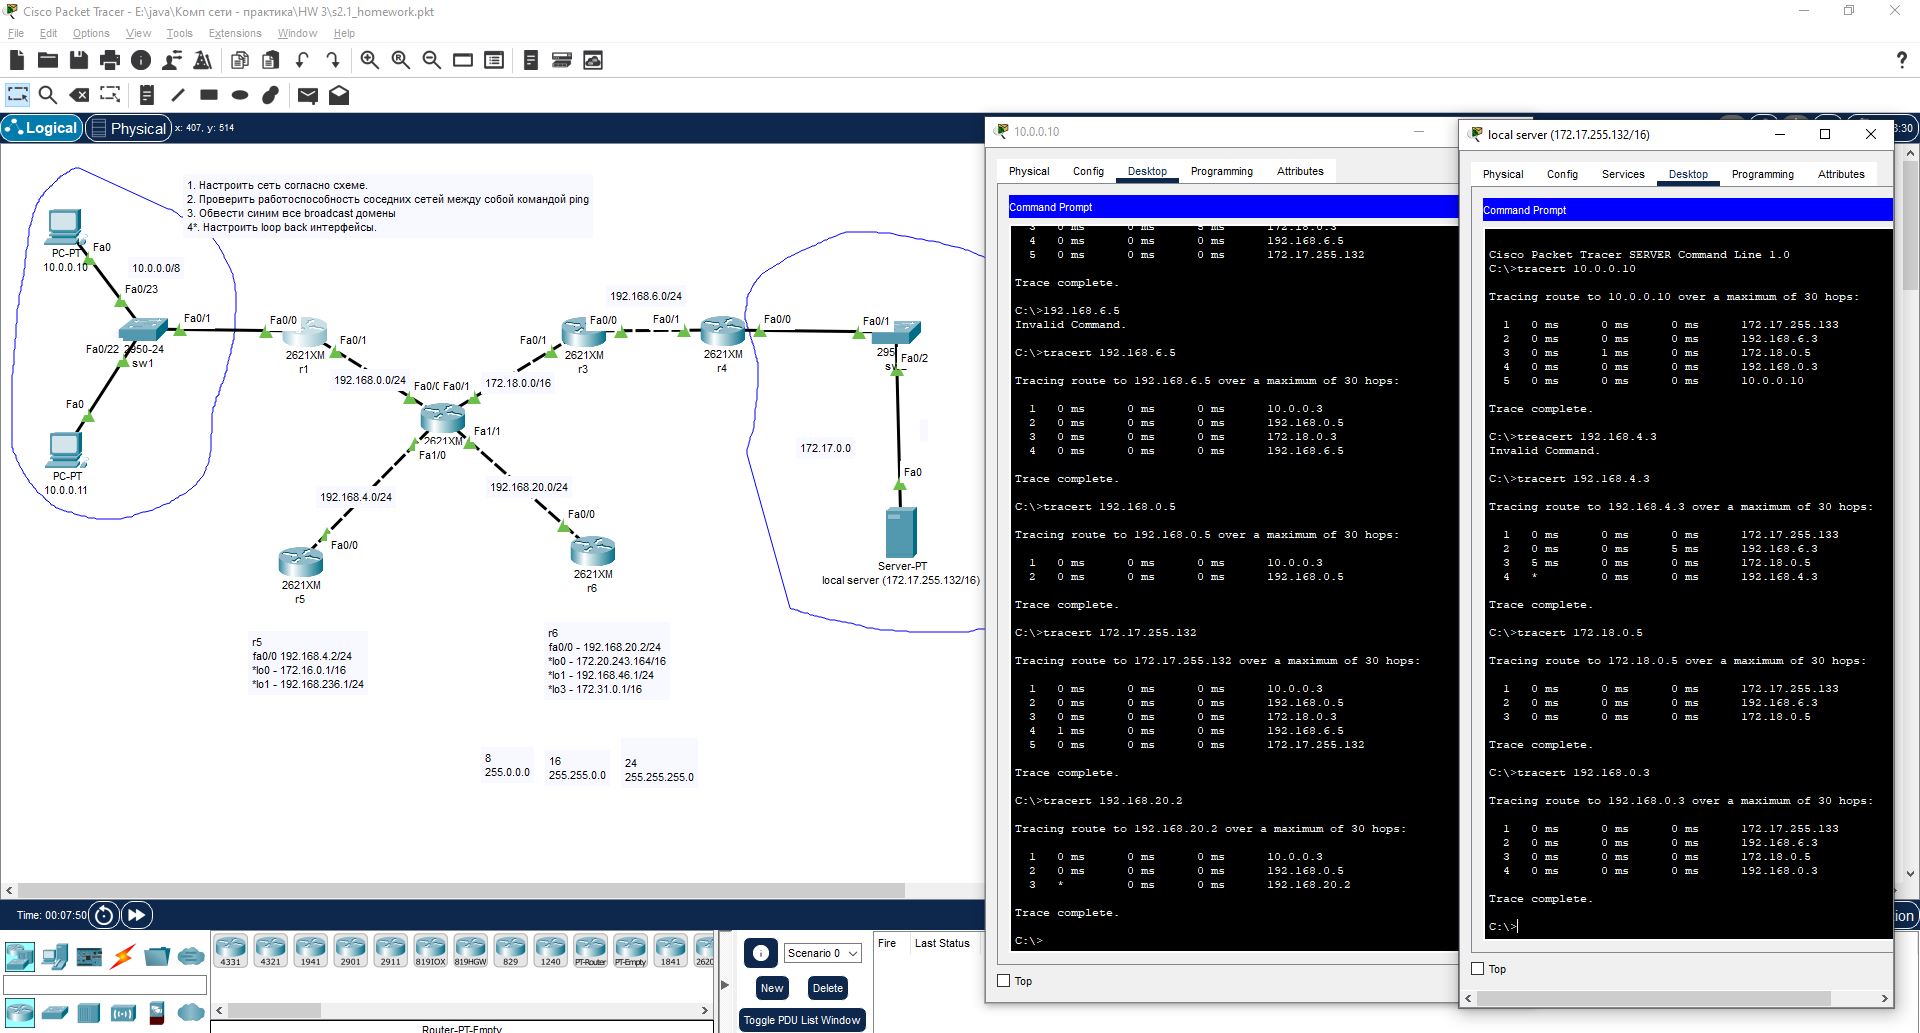 Cisco Packet Tracer - E:\java\Комп сети - практика\HW 3\s2.1_homework.pkt
File Edit Options View Tools Extensions Window Help
Logical Physical x: 407, y: 514
3:30
1. Настроить сеть согласно схеме.
2. Проверить работоспособность соседних сетей между собой командой ping
3. Обвести синим все broadcast домены
4*. Настроить loop back интерфейсы.
Fa0
PC-PT
10.0.0.10
10.0.0.0/8
Fa0/23
Fa0/1
Fa0/22 2950-24
sw1
Fa0
PC-PT
10.0.0.11
Fa0/0
2621XM
r1
Fa0/1
192.168.0.0/24
Fa0/0 Fa0/1
2621XM
Fa1/0
Fa1/1
172.18.0.0/16
Fa0/1
Fa0/0
2621XM
r3
192.168.6.0/24
Fa0/1
Fa0/0
2621XM
r4
Fa0/1
295
Fa0/2
172.17.0.0
Fa0
Server-PT
local server (172.17.255.132/16)
192.168.4.0/24
192.168.20.0/24
Fa0/0
2621XM
r5
Fa0/0
2621XM
r6
r5
fa0/0 192.168.4.2/24
*lo0 - 172.16.0.1/16
*lo1 - 192.168.236.1/24
r6
fa0/0 - 192.168.20.2/24
*lo0 - 172.20.243.164/16
*lo1 - 192.168.46.1/24
*lo3 - 172.31.0.1/16
8
255.0.0.0
16
255.255.0.0
24
255.255.255.0
10.0.0.10
Physical Config Desktop Programming Attributes
Command Prompt
3 0 ms 0 ms 5 ms 172.18.0.3
4 0 ms 0 ms 0 ms 192.168.6.5
5 0 ms 0 ms 0 ms 172.17.255.132
Trace complete.
C:\>192.168.6.5
Invalid Command.
C:\>tracert 192.168.6.5
Tracing route to 192.168.6.5 over a maximum of 30 hops:
1 0 ms 0 ms 0 ms 10.0.0.3
2 0 ms 0 ms 0 ms 192.168.0.5
3 0 ms 0 ms 0 ms 172.18.0.3
4 0 ms 0 ms 0 ms 192.168.6.5
Trace complete.
C:\>tracert 192.168.0.5
Tracing route to 192.168.0.5 over a maximum of 30 hops:
1 0 ms 0 ms 0 ms 10.0.0.3
2 0 ms 0 ms 0 ms 192.168.0.5
Trace complete.
C:\>tracert 172.17.255.132
Tracing route to 172.17.255.132 over a maximum of 30 hops:
1 0 ms 0 ms 0 ms 10.0.0.3
2 0 ms 0 ms 0 ms 192.168.0.5
3 0 ms 0 ms 0 ms 172.18.0.3
4 1 ms 0 ms 0 ms 192.168.6.5
5 0 ms 0 ms 0 ms 172.17.255.132
Trace complete.
C:\>tracert 192.168.20.2
Tracing route to 192.168.20.2 over a maximum of 30 hops:
1 0 ms 0 ms 0 ms 10.0.0.3
2 0 ms 0 ms 0 ms 192.168.0.5
3 * 0 ms 0 ms 192.168.20.2
Trace complete.
C:\>
Top
local server (172.17.255.132/16)
Physical Config Services Desktop Programming Attributes
Command Prompt
Cisco Packet Tracer SERVER Command Line 1.0
C:\>tracert 10.0.0.10
Tracing route to 10.0.0.10 over a maximum of 30 hops:
1 0 ms 0 ms 0 ms 172.17.255.133
2 0 ms 0 ms 0 ms 192.168.6.3
3 0 ms 1 ms 0 ms 172.18.0.5
4 0 ms 0 ms 0 ms 192.168.0.3
5 0 ms 0 ms 0 ms 10.0.0.10
Trace complete.
C:\>treacert 192.168.4.3
Invalid Command.
C:\>tracert 192.168.4.3
Tracing route to 192.168.4.3 over a maximum of 30 hops:
1 0 ms 0 ms 0 ms 172.17.255.133
2 0 ms 0 ms 5 ms 192.168.6.3
3 5 ms 0 ms 0 ms 172.18.0.5
4 * 0 ms 0 ms 192.168.4.3
Trace complete.
C:\>tracert 172.18.0.5
Tracing route to 172.18.0.5 over a maximum of 30 hops:
1 0 ms 0 ms 0 ms 172.17.255.133
2 0 ms 0 ms 0 ms 192.168.6.3
3 0 ms 0 ms 0 ms 172.18.0.5
Trace complete.
C:\>tracert 192.168.0.3
Tracing route to 192.168.0.3 over a maximum of 30 hops:
1 0 ms 0 ms 0 ms 172.17.255.133
2 0 ms 0 ms 0 ms 192.168.6.3
3 0 ms 0 ms 0 ms 172.18.0.5
4 0 ms 0 ms 0 ms 192.168.0.3
Trace complete.
C:\>
Top
Time: 00:07:50
ion
4331 4321 1941 2901 2911 819IOX 819HGW 829 1240 PT-Router PT-Empty 1841 2620
Router-PT-Empty
Scenario 0
New Delete
Toggle PDU List Window
Fire Last Status